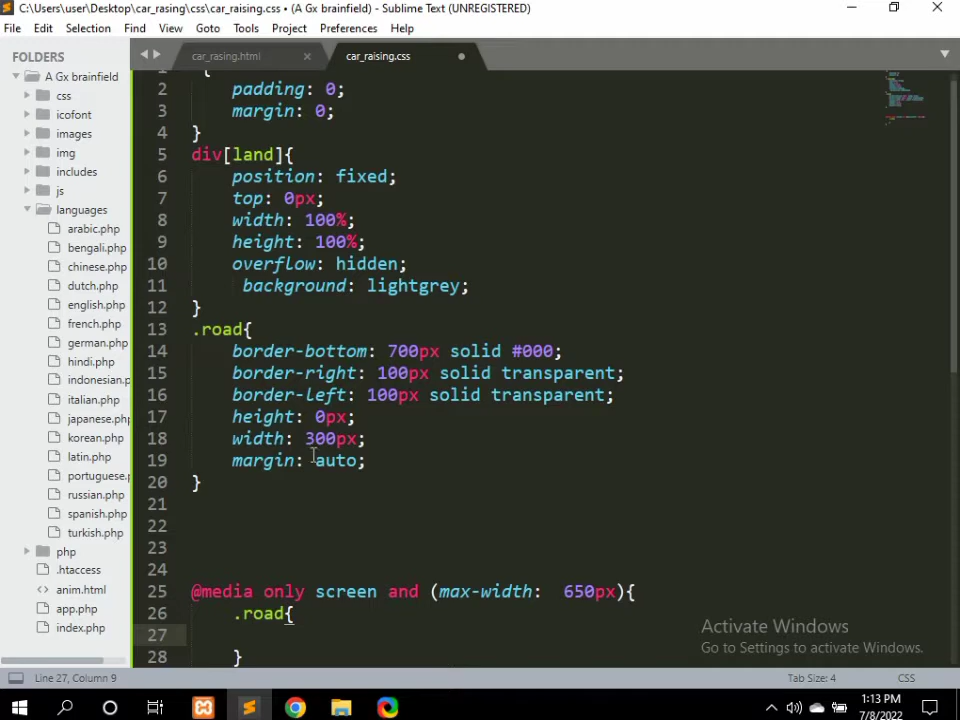 C:\Users\user\Desktop\car_rasing\css\car_raising.css • (A Gx brainfield) - Sublime Text (UNREGISTERED)
File Edit Selection View Goto Tools Project Preferences Help
FOLDERS
A Gx brainfield
css
icofont
images
img
includes
js
languages
arabic.php
bengali.php
chinese.php
dutch.php
english.php
french.php
german.php
hindi.php
indonesian.p
italian.php
japanese.php
korean.php
latin.php
portuguese.p
russian.php
spanish.php
turkish.php
php
.htaccess
anim.html
app.php
index.php
car_rasing.html × car_raising.css
1 {
2 padding: 0;
3 margin: 0;
4 }
5 div[land]{
6 position: fixed;
7 top: 0px;
8 width: 100%;
9 height: 100%;
10 overflow: hidden;
11 background: lightgrey;
12 }
13 .road{
14 border-bottom: 700px solid #000;
15 border-right: 100px solid transparent;
16 border-left: 100px solid transparent;
17 height: 0px;
18 width: 300px;
19 margin: auto;
20 }
21
22
23
24
25 @media only screen and (max-width: 650px){
26 .road{
27
28 }
Activate Windows
Go to Settings to activate Windows.
Line 27, Column 9 Tab Size: 4 CSS
1:13 PM
7/8/2022